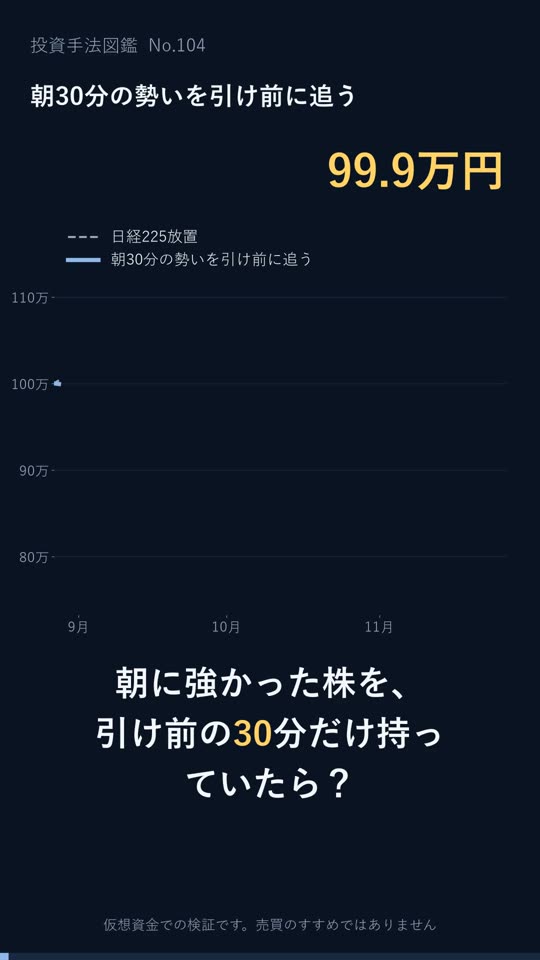 投資手法図鑑 No.104
朝30分の勢いを引け前に追う
99.9万円
日経225放置
朝30分の勢いを引け前に追う
110万
100万
90万
80万
9月 10月 11月
朝に強かった株を、
引け前の30分だけ持っ
ていたら？
仮想資金での検証です。売買のすすめではありません